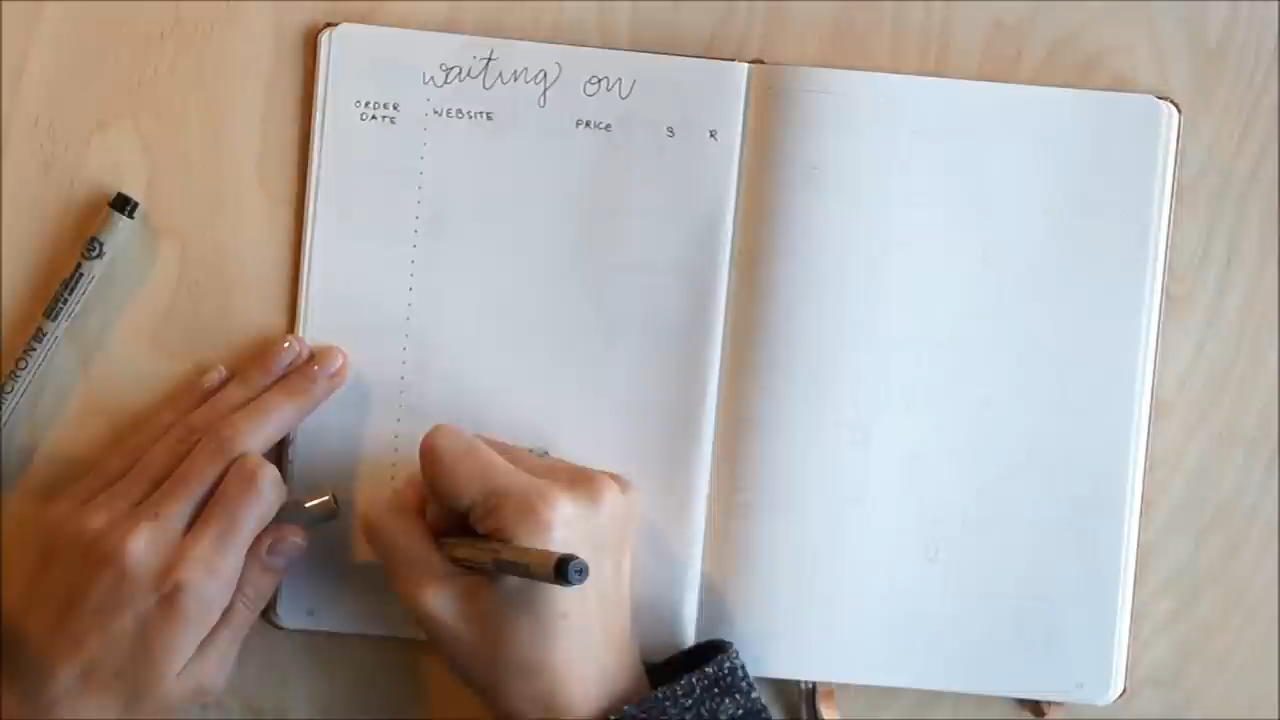 waiting on
ORDER DATE
WEBSITE
PRICE
S
R
MICRON 02